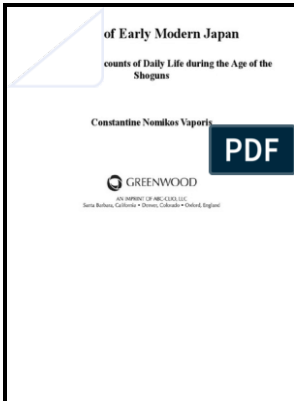 of Early Modern Japan
counts of Daily Life during the Age of the
Shoguns
Constantine Nomikos Vaporis
PDF
GREENWOOD
AN IMPRINT OF ABC-CLIO, LLC
Santa Barbara, California • Denver, Colorado • Oxford, England